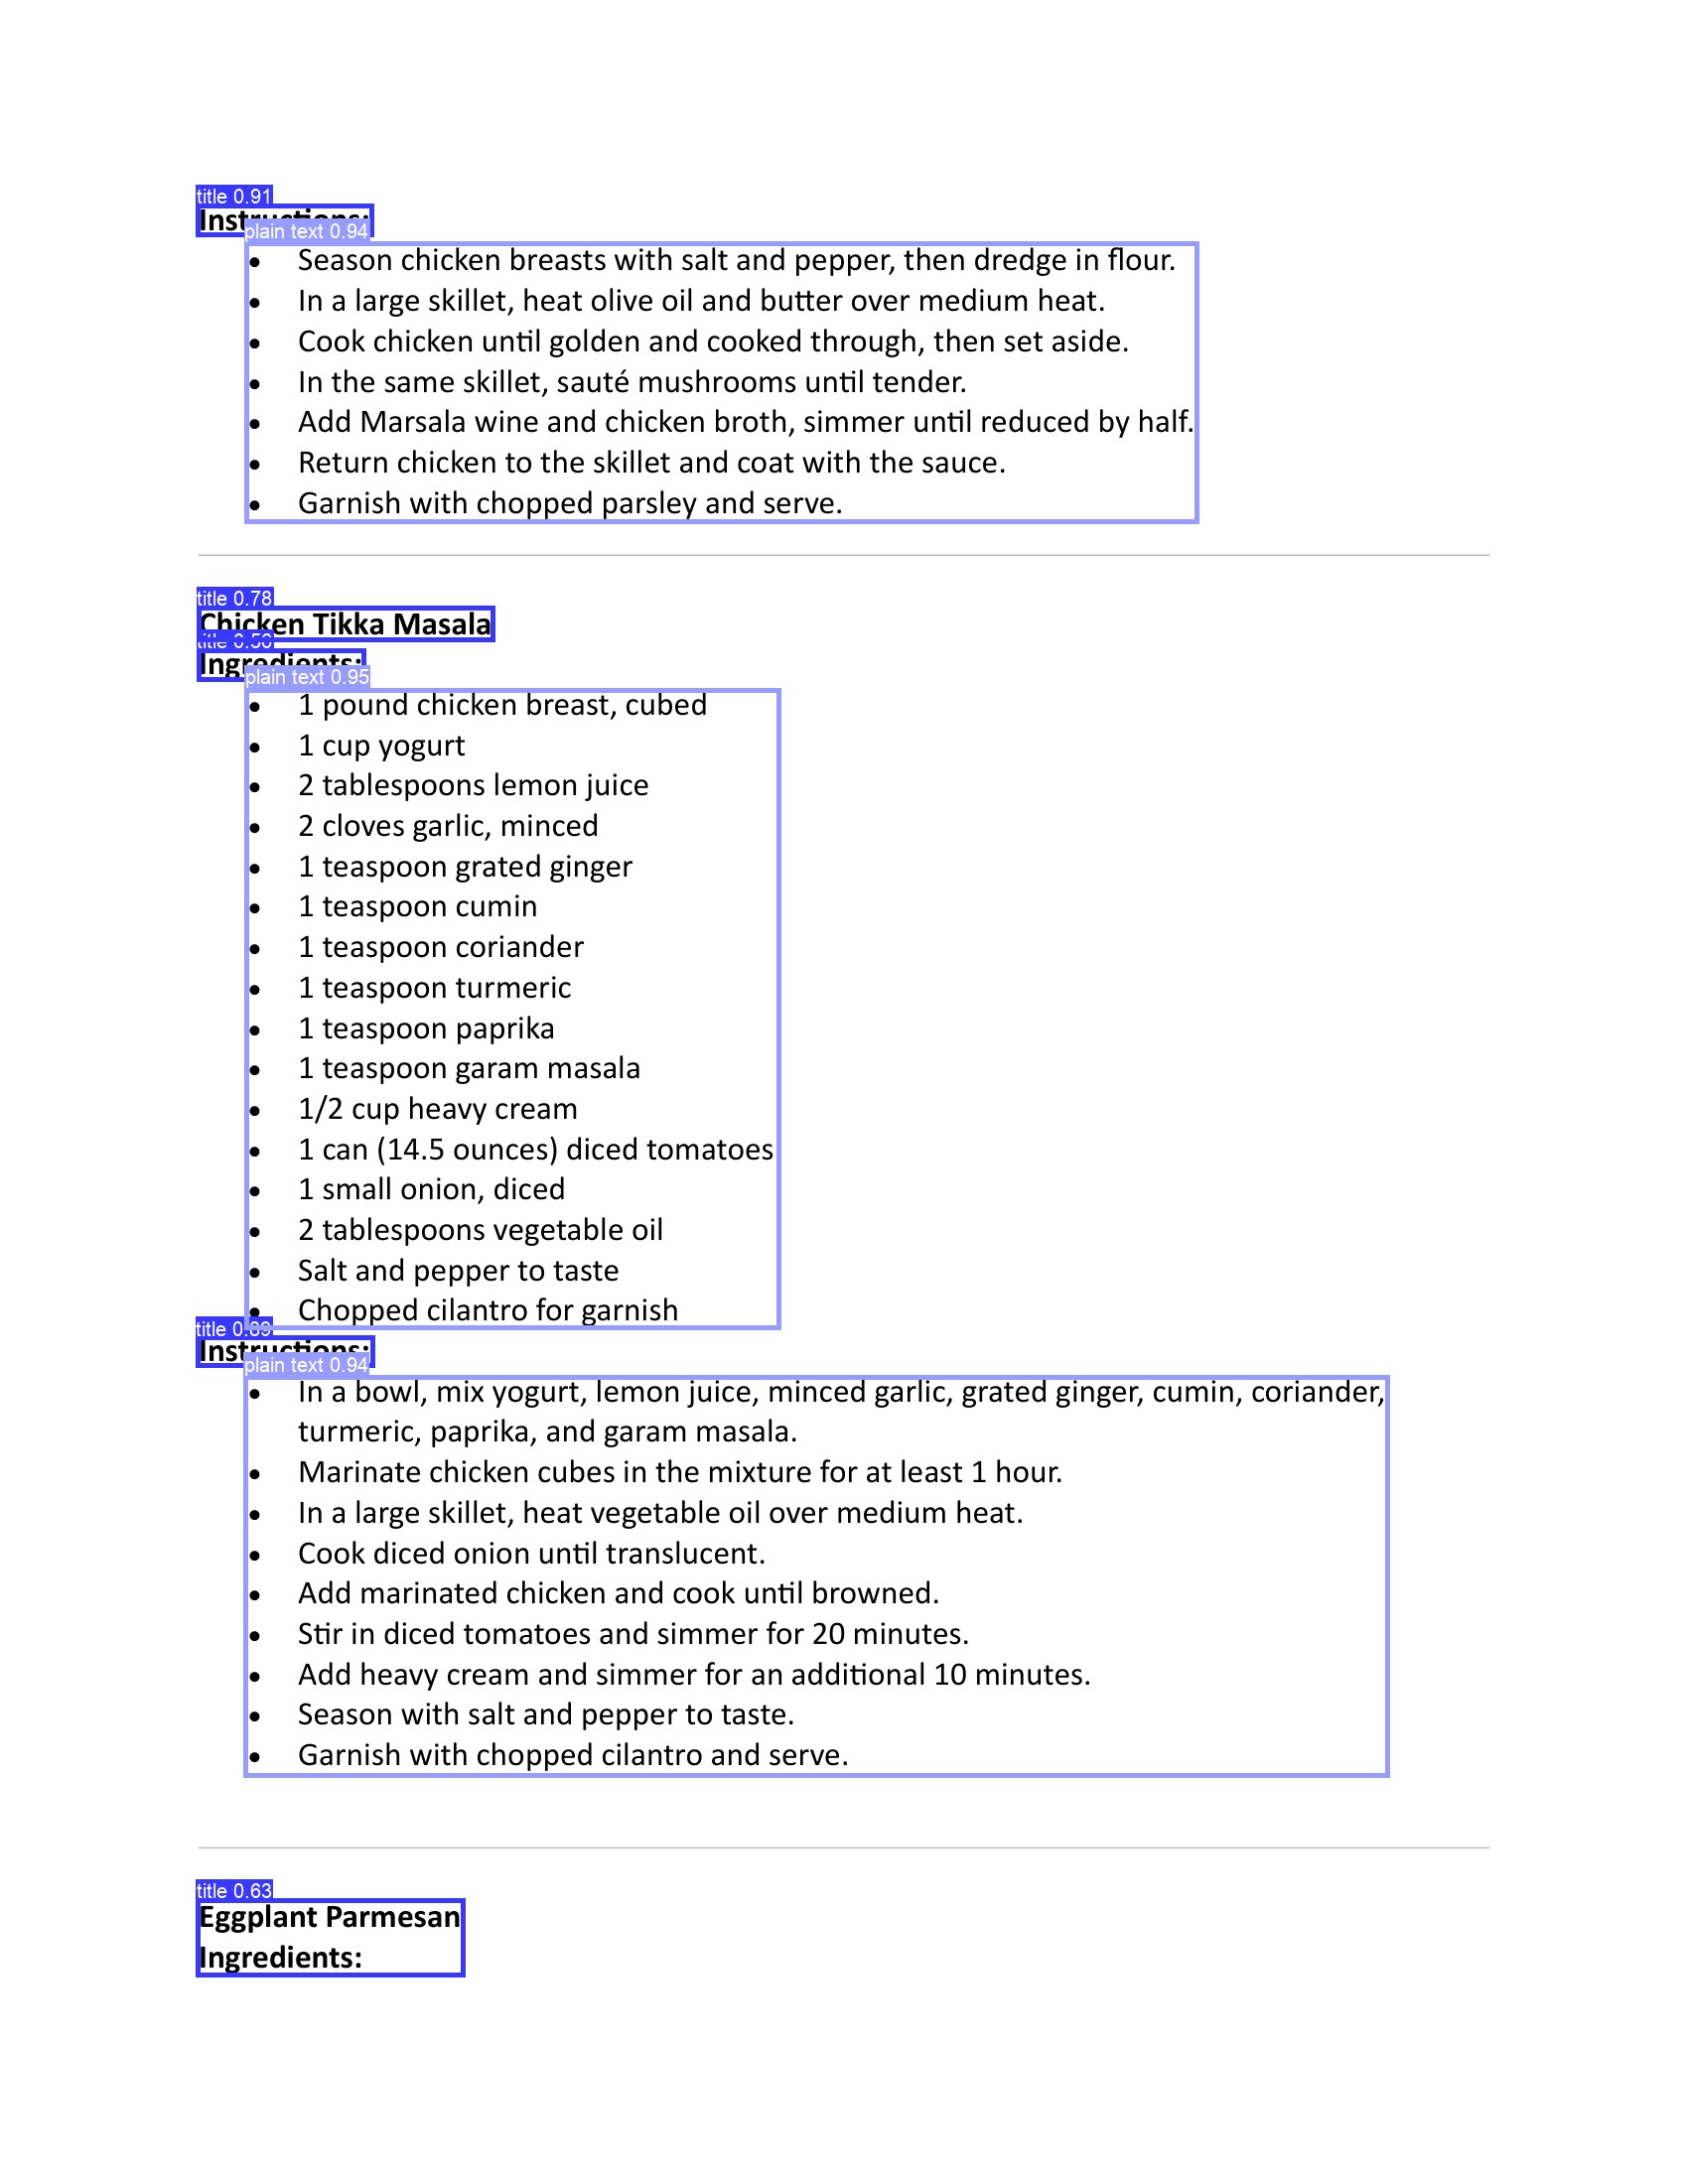 title 0.91
Instructions:
plain text 0.94
• Season chicken breasts with salt and pepper, then dredge in flour.
• In a large skillet, heat olive oil and butter over medium heat.
• Cook chicken until golden and cooked through, then set aside.
• In the same skillet, sauté mushrooms until tender.
• Add Marsala wine and chicken broth, simmer until reduced by half.
• Return chicken to the skillet and coat with the sauce.
• Garnish with chopped parsley and serve.
title 0.78
Chicken Tikka Masala
title
Ingredients:
plain text 0.95
• 1 pound chicken breast, cubed
• 1 cup yogurt
• 2 tablespoons lemon juice
• 2 cloves garlic, minced
• 1 teaspoon grated ginger
• 1 teaspoon cumin
• 1 teaspoon coriander
• 1 teaspoon turmeric
• 1 teaspoon paprika
• 1 teaspoon garam masala
• 1/2 cup heavy cream
• 1 can (14.5 ounces) diced tomatoes
• 1 small onion, diced
• 2 tablespoons vegetable oil
• Salt and pepper to taste
• Chopped cilantro for garnish
title
Instructions:
plain text 0.94
• In a bowl, mix yogurt, lemon juice, minced garlic, grated ginger, cumin, coriander,
turmeric, paprika, and garam masala.
• Marinate chicken cubes in the mixture for at least 1 hour.
• In a large skillet, heat vegetable oil over medium heat.
• Cook diced onion until translucent.
• Add marinated chicken and cook until browned.
• Stir in diced tomatoes and simmer for 20 minutes.
• Add heavy cream and simmer for an additional 10 minutes.
• Season with salt and pepper to taste.
• Garnish with chopped cilantro and serve.
title 0.63
Eggplant Parmesan
Ingredients: